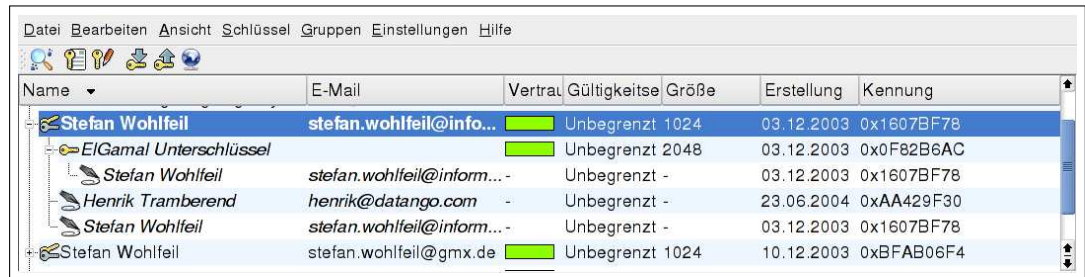 Datei Bearbeiten Ansicht Schlüssel Gruppen Einstellungen Hilfe
Name E-Mail Vertrau Gültigkeitse Größe Erstellung Kennung
Stefan Wohlfeil stefan.wohlfeil@info... Unbegrenzt 1024 03.12.2003 0x1607BF78
ElGamal Unterschlüssel Unbegrenzt 2048 03.12.2003 0x0F82B6AC
Stefan Wohlfeil stefan.wohlfeil@inform... - Unbegrenzt - 03.12.2003 0x1607BF78
Henrik Tramberend henrik@datango.com - Unbegrenzt - 23.06.2004 0xAA429F30
Stefan Wohlfeil stefan.wohlfeil@inform... - Unbegrenzt - 03.12.2003 0x1607BF78
Stefan Wohlfeil stefan.wohlfeil@gmx.de Unbegrenzt 1024 10.12.2003 0xBFAB06F4